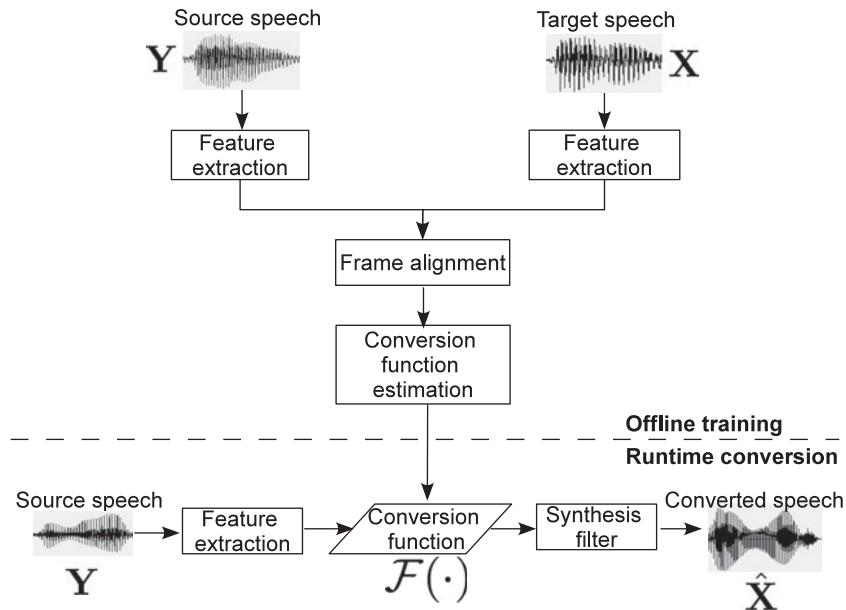 Source speech
Target speech
Y
X
Feature
extraction
Feature
extraction
Frame alignment
Conversion
function
estimation
Offline training
Runtime conversion
Source speech
Feature
extraction
Conversion
function
Synthesis
filter
Converted speech
Y
F(·)
X̂